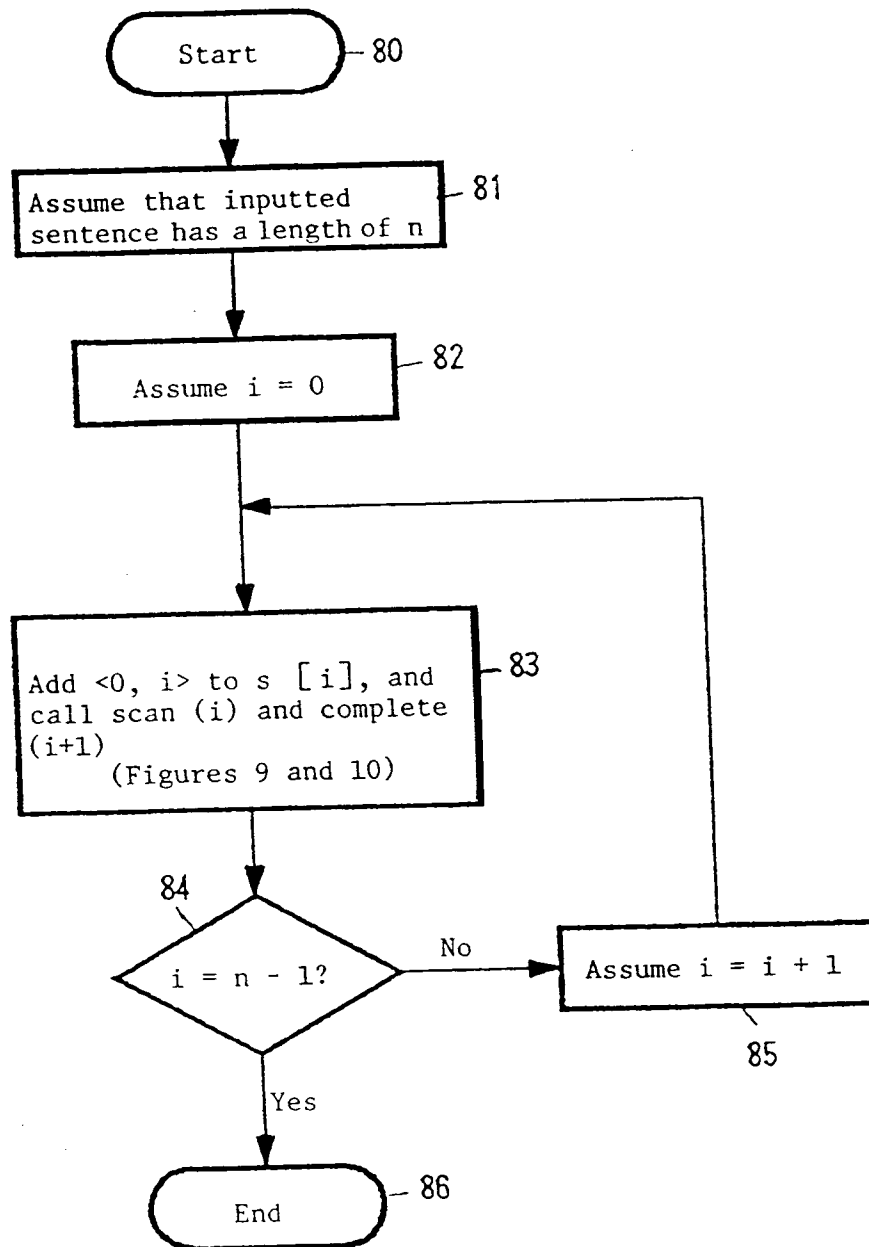 Start
80
Assume that inputted
sentence has a length of n
81
Assume i = 0
82
Add <0, i> to s [i], and
call scan (i) and complete
(i+1)
(Figures 9 and 10)
83
84
i = n - 1?
No
Assume i = i + 1
85
Yes
End
86